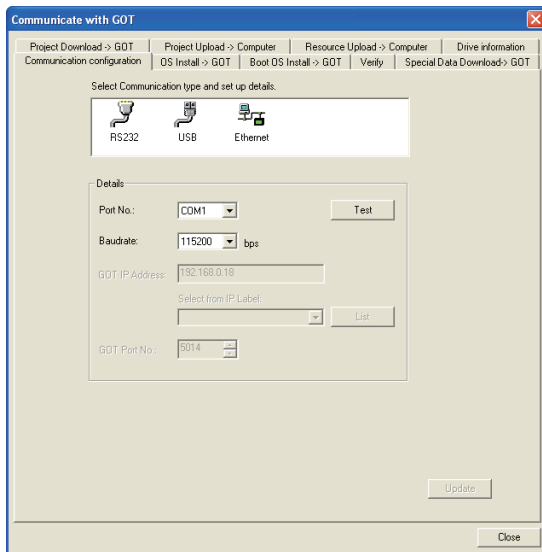 Communicate with GOT
Project Download -> GOT Project Upload -> Computer Resource Upload -> Computer Drive information
Communication configuration OS Install -> GOT Boot OS Install -> GOT Verify Special Data Download-> GOT
Select Communication type and set up details.
RS232 USB Ethernet
Details
Port No.: COM1 Test
Baudrate: 115200 bps
GOT IP Address: 192.168.0.18
Select from IP Label:
List
GOT Port No.: 5014
Update
Close